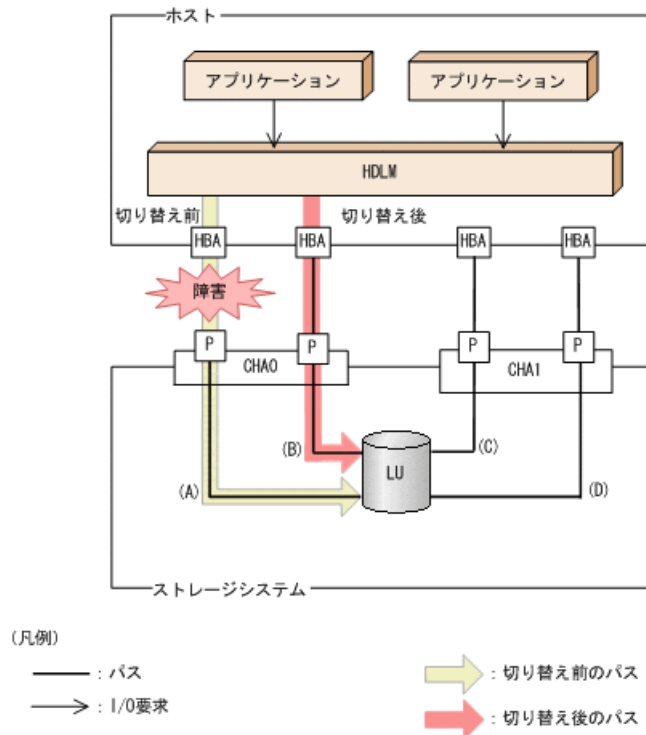 ホスト
アプリケーション
アプリケーション
HDLM
切り替え前
切り替え後
HBA
HBA
HBA
HBA
障害
P
P
P
P
CHA0
CHA1
(B)
(C)
LU
(A)
(D)
ストレージシステム
(凡例)
: パス
: 切り替え前のパス
: I/O要求
: 切り替え後のパス